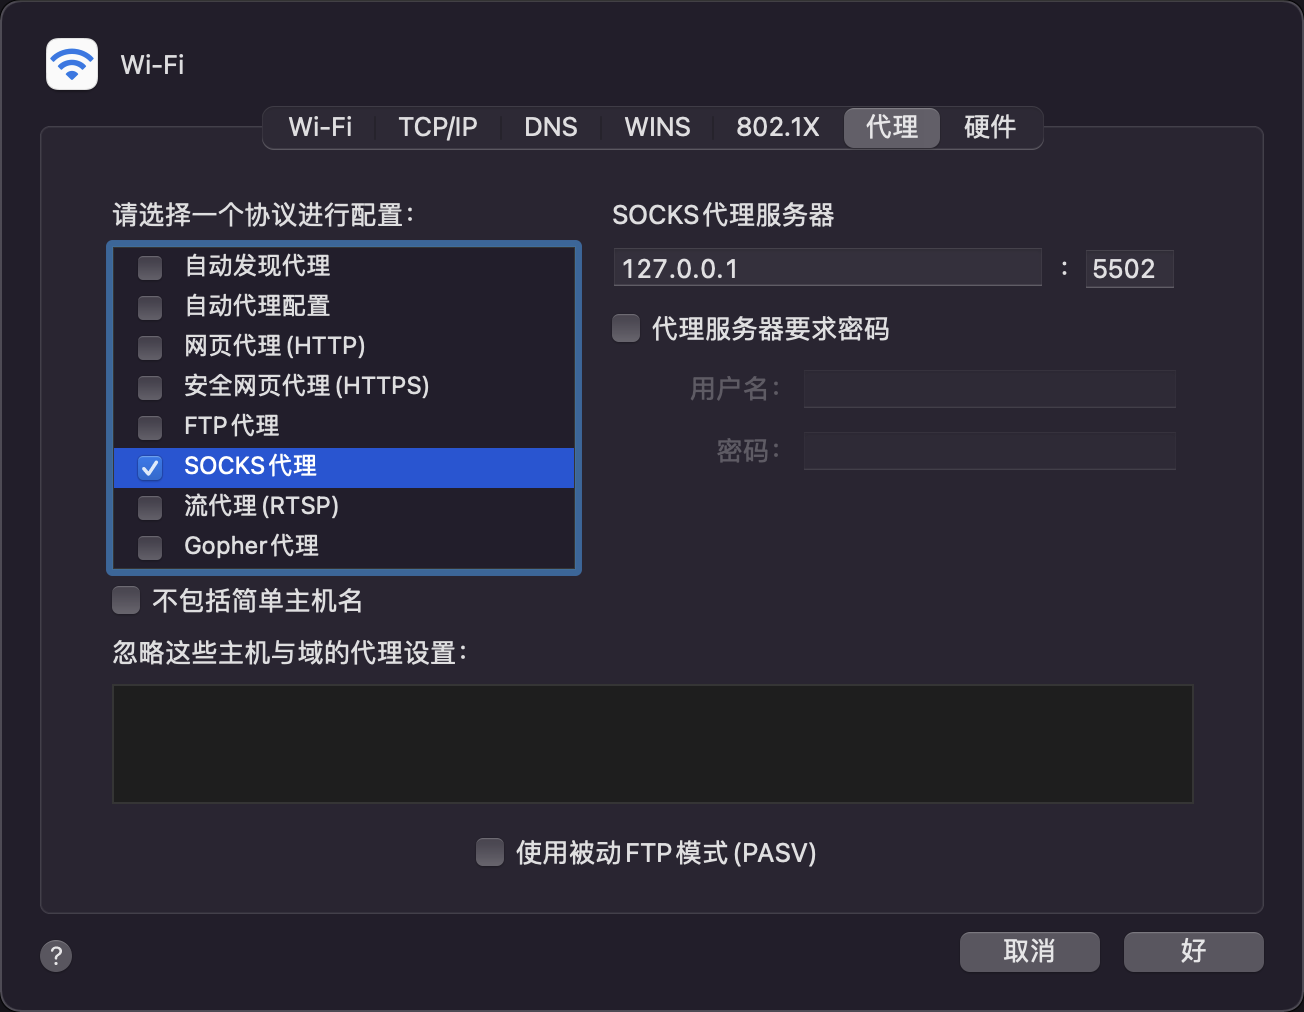 Wi-Fi
Wi-Fi TCP/IP DNS WINS 802.1X 代理 硬件
请选择一个协议进行配置：
自动发现代理
自动代理配置
网页代理(HTTP)
安全网页代理(HTTPS)
FTP代理
SOCKS代理
流代理(RTSP)
Gopher代理
SOCKS代理服务器
127.0.0.1 : 5502
代理服务器要求密码
用户名：
密码：
不包括简单主机名
忽略这些主机与域的代理设置：
使用被动FTP模式(PASV)
? 取消 好